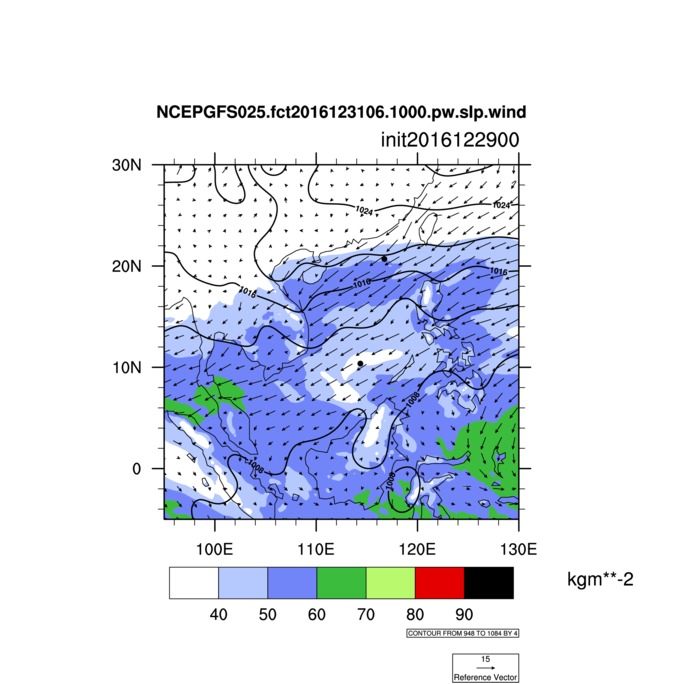 NCEPGFS025.fct2016123106.1000.pw.slp.wind
init2016122900
30N
1024
1024
20N
1016
1016
1016
10N
1008
0
1008
1008
100E 110E 120E 130E
kgm**-2
40 50 60 70 80 90
CONTOUR FROM 948 TO 1084 BY 4
15
Reference Vector